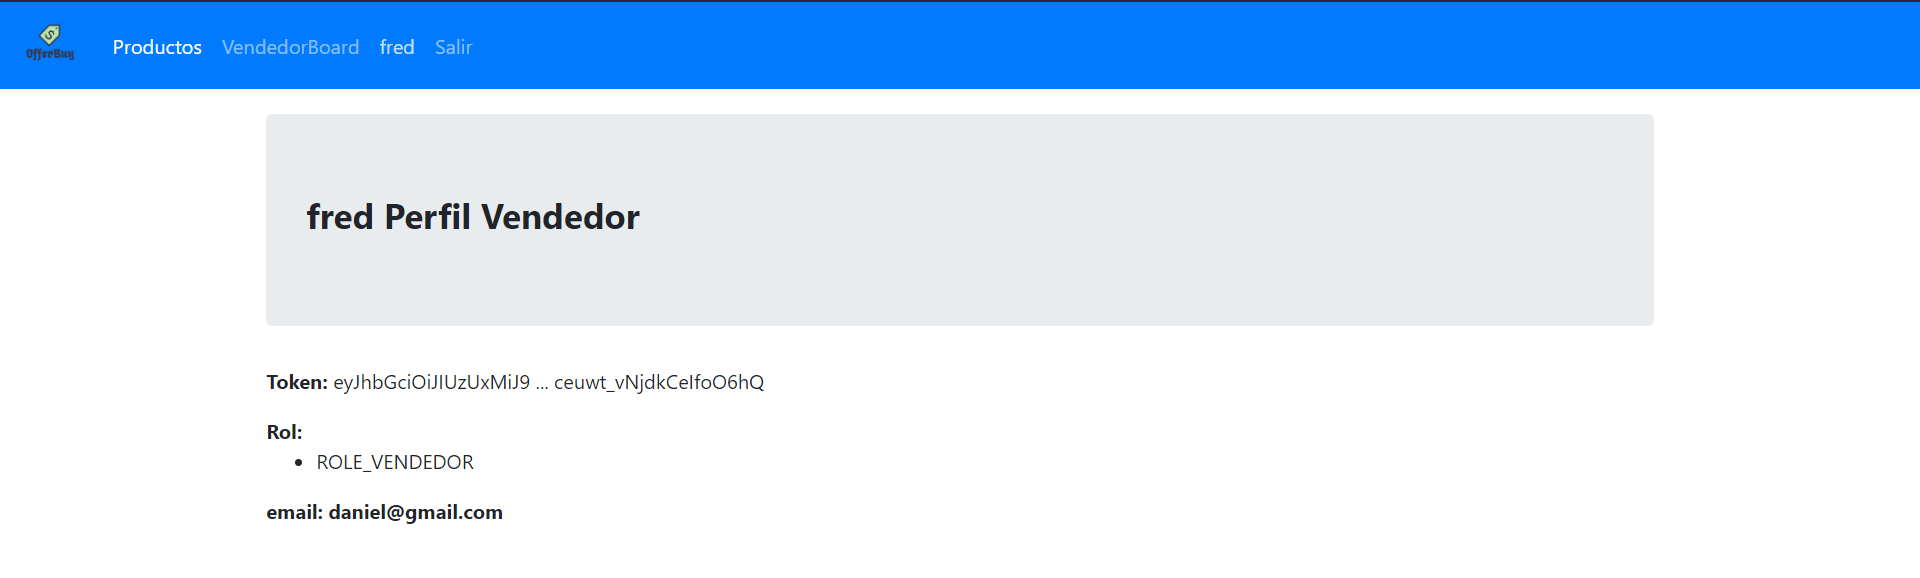 $
OfferBuy
Productos VendedorBoard fred Salir
fred Perfil Vendedor
Token: eyJhbGciOiJIUzUxMiJ9 ... ceuwt_vNjdkCeIfoO6hQ
Rol:
• ROLE_VENDEDOR
email: daniel@gmail.com